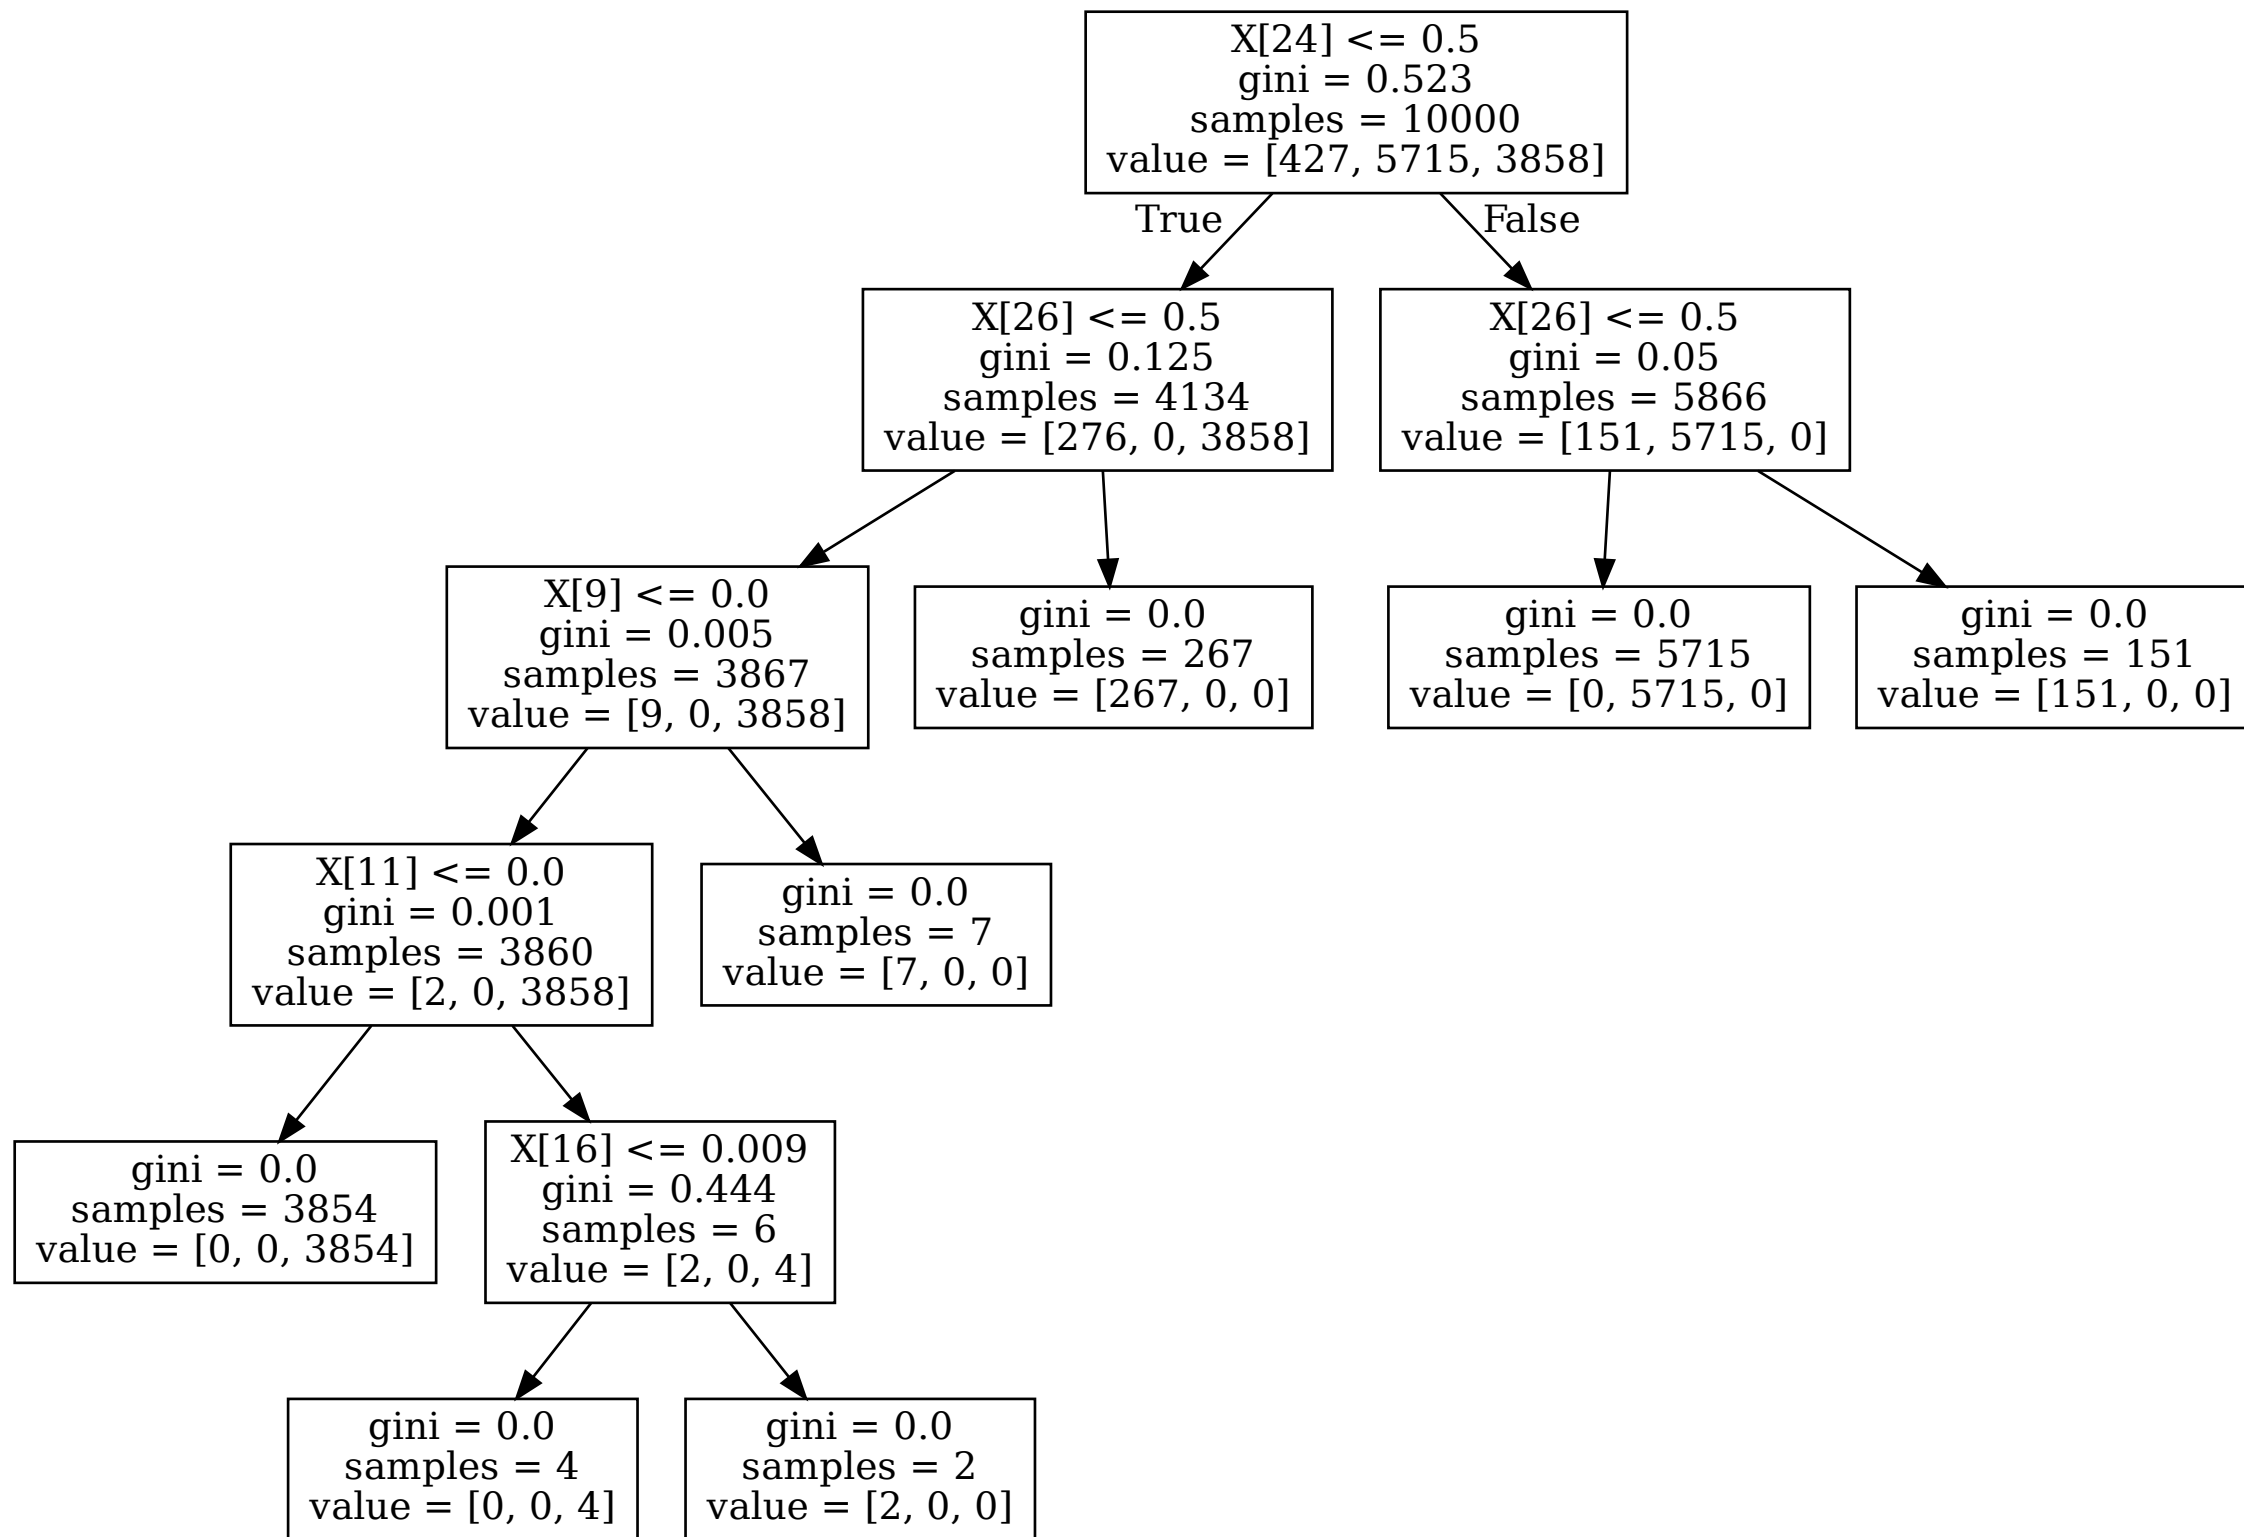 X[24] <= 0.5
gini = 0.523
samples = 10000
value = [427, 5715, 3858]
True
False
X[26] <= 0.5
gini = 0.125
samples = 4134
value = [276, 0, 3858]
X[26] <= 0.5
gini = 0.05
samples = 5866
value = [151, 5715, 0]
X[9] <= 0.0
gini = 0.005
samples = 3867
value = [9, 0, 3858]
gini = 0.0
samples = 267
value = [267, 0, 0]
gini = 0.0
samples = 5715
value = [0, 5715, 0]
gini = 0.0
samples = 151
value = [151, 0, 0]
X[11] <= 0.0
gini = 0.001
samples = 3860
value = [2, 0, 3858]
gini = 0.0
samples = 7
value = [7, 0, 0]
gini = 0.0
samples = 3854
value = [0, 0, 3854]
X[16] <= 0.009
gini = 0.444
samples = 6
value = [2, 0, 4]
gini = 0.0
samples = 4
value = [0, 0, 4]
gini = 0.0
samples = 2
value = [2, 0, 0]